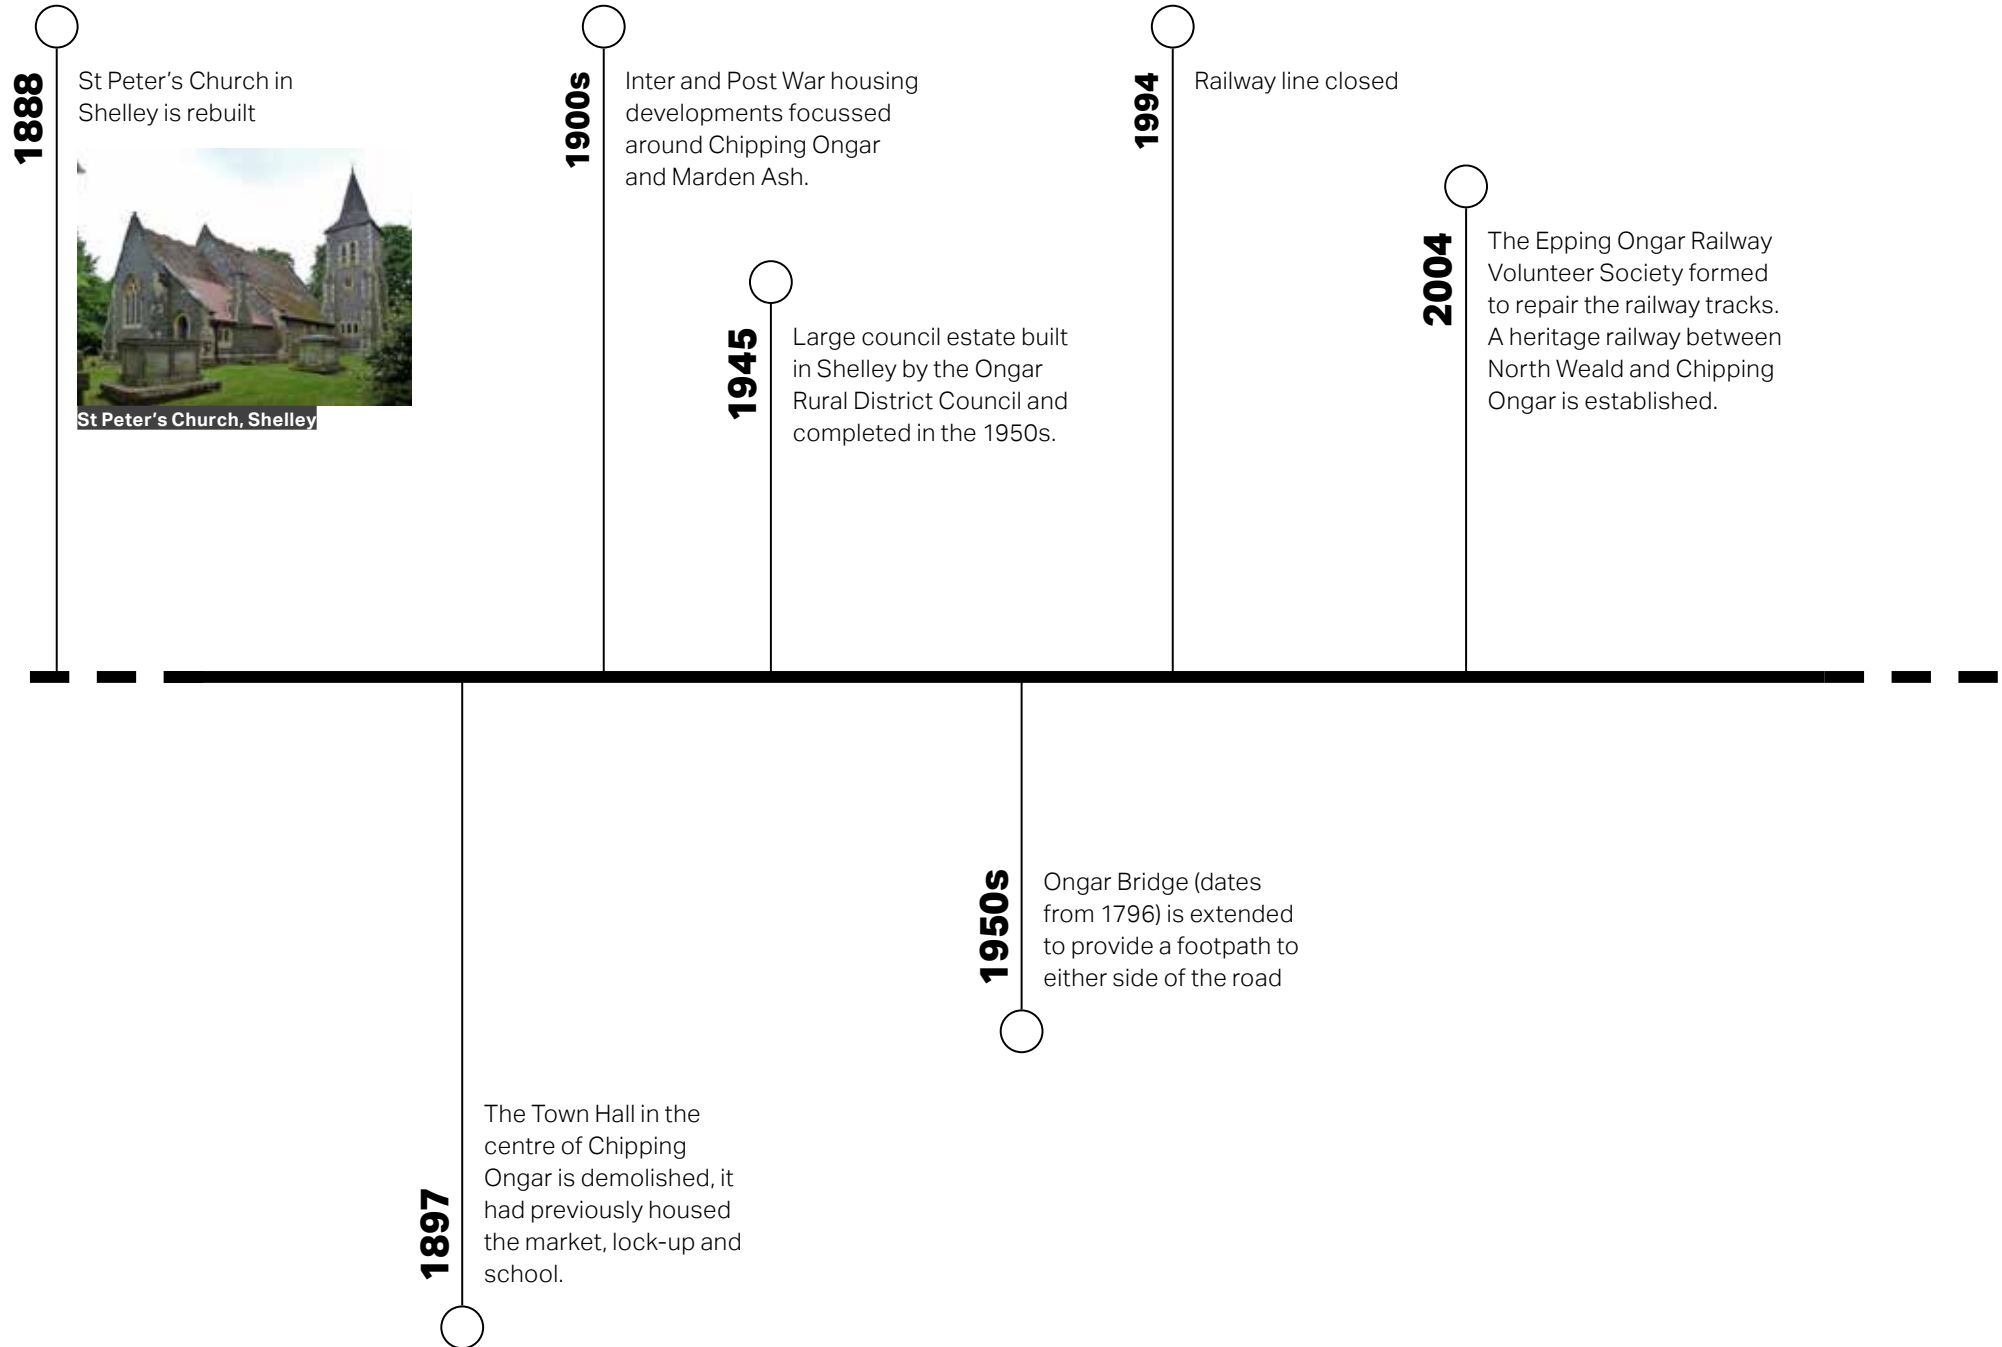 1888
St Peter’s Church in
Shelley is rebuilt
St Peter’s Church, Shelley
1900s
Inter and Post War housing
developments focussed
around Chipping Ongar
and Marden Ash.
1945
Large council estate built
in Shelley by the Ongar
Rural District Council and
completed in the 1950s.
1994
Railway line closed
2004
The Epping Ongar Railway
Volunteer Society formed
to repair the railway tracks.
A heritage railway between
North Weald and Chipping
Ongar is established.
1897
The Town Hall in the
centre of Chipping
Ongar is demolished, it
had previously housed
the market, lock-up and
school.
1950s
Ongar Bridge (dates
from 1796) is extended
to provide a footpath to
either side of the road